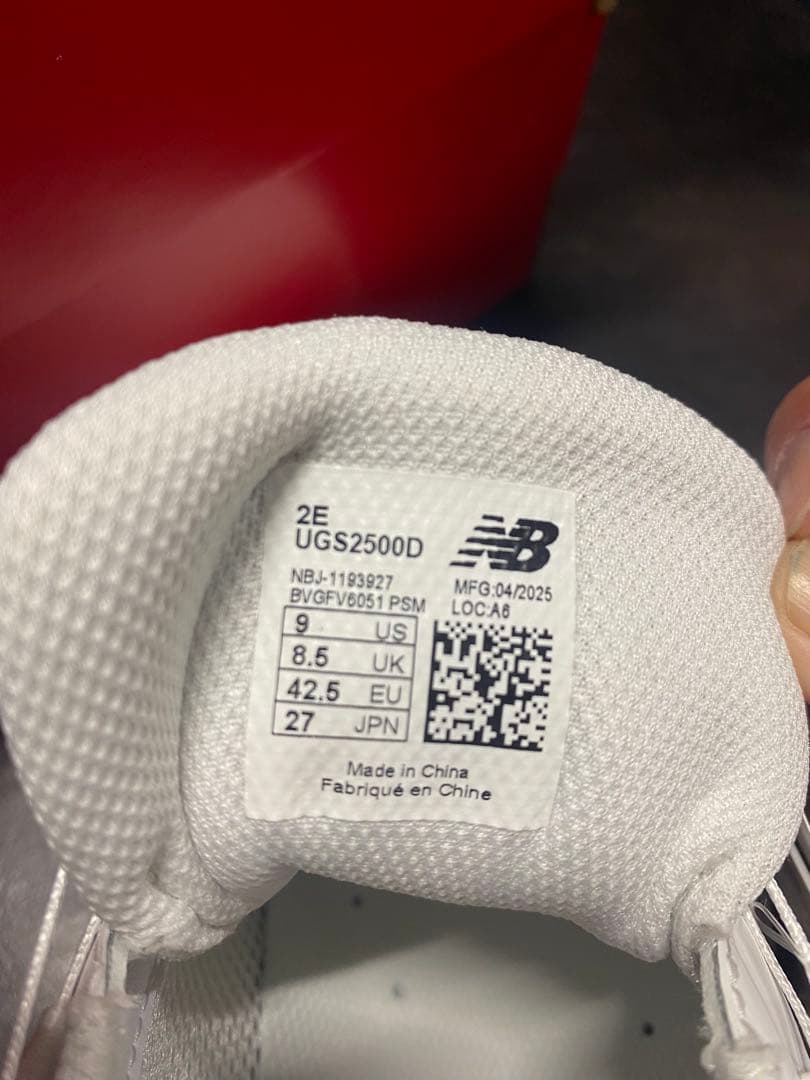 2E
UGS2500D
NB
NBJ-1193927
MFG:04/2025
BVGFV6051 PSM
LOC:A6
9 US
8.5 UK
42.5 EU
27 JPN
Made in China
Fabriqué en Chine